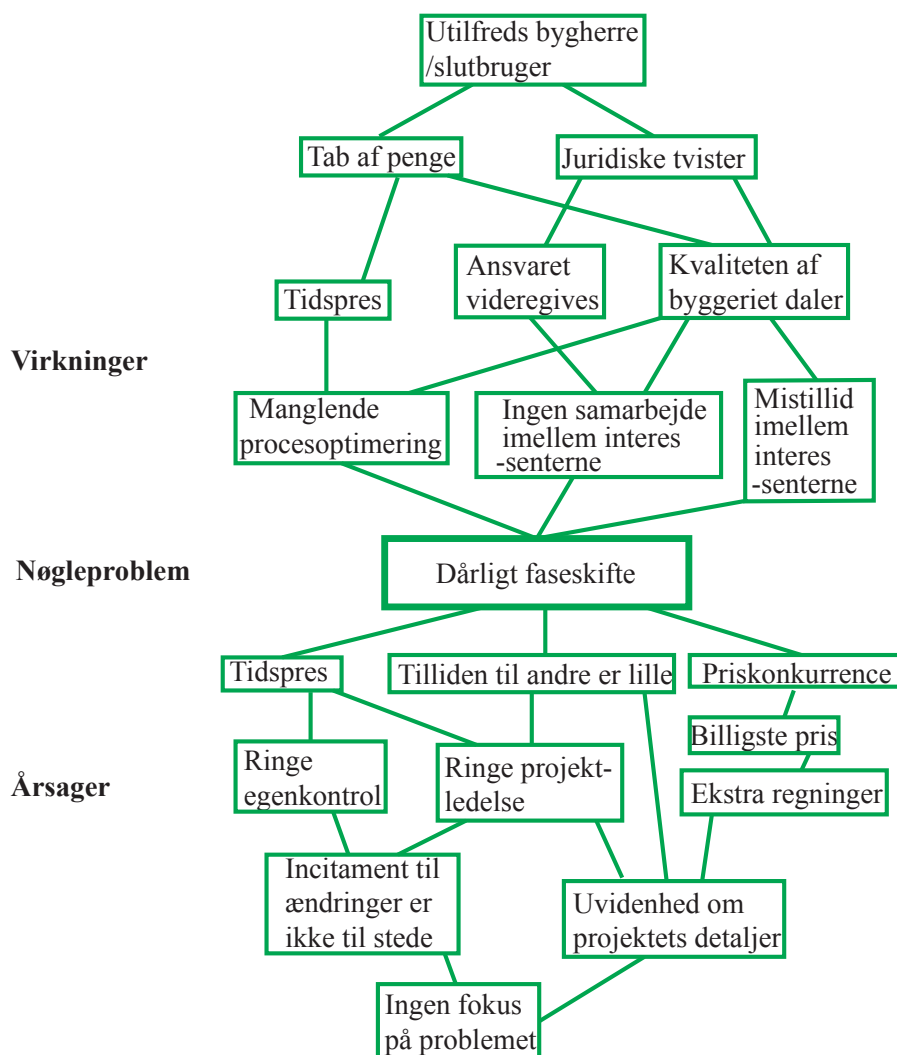 Utilfreds bygherre
/slutbruger
Tab af penge
Juridiske tvister
Ansvaret
videregives
Kvaliteten af
byggeriet daler
Tidspres
Virkninger
Manglende
procesoptimering
Ingen samarbejde
imellem interes
-senterne
Mistillid
imellem
interes
-senterne
Nøgleproblem
Dårligt faseskifte
Tidspres
Tilliden til andre er lille
Priskonkurrence
Billigste pris
Årsager
Ringe
egenkontrol
Ringe projekt-
ledelse
Ekstra regninger
Incitament til
ændringer er
ikke til stede
Uvidenhed om
projektets detaljer
Ingen fokus
på problemet